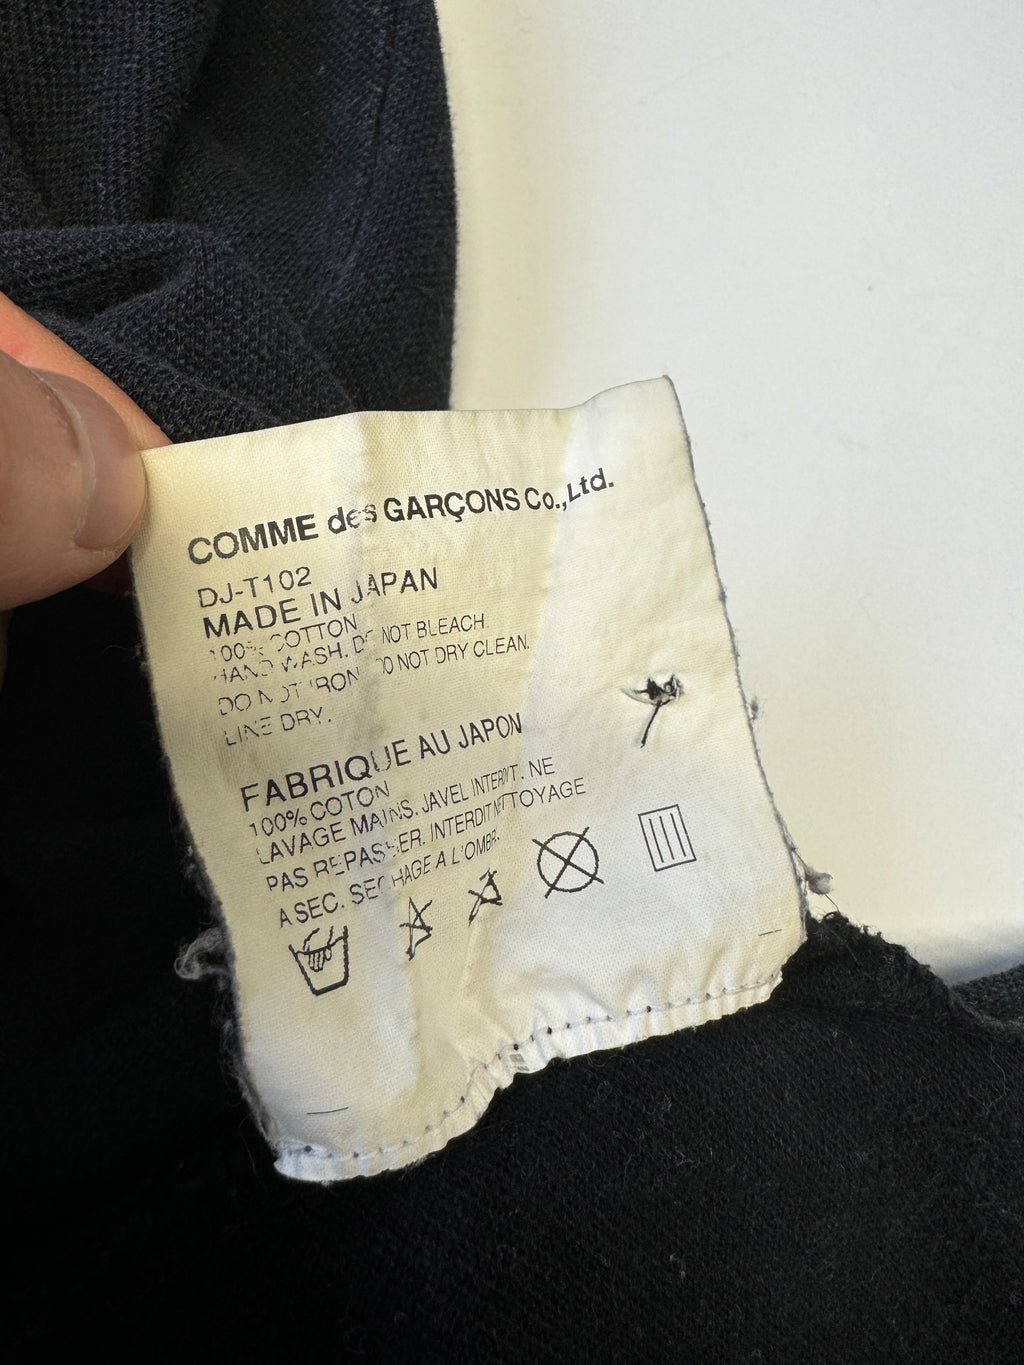 COMME des GARÇONS Co.,Ltd.
DJ-T102
MADE IN JAPAN
100% COTTON
HAND WASH. DO NOT BLEACH.
DO NOT IRON. DO NOT DRY CLEAN.
LINE DRY.
FABRIQUE AU JAPON
100% COTON
LAVAGE MAINS. JAVEL INTERDIT. NE
PAS REPASSER. INTERDIT NETTOYAGE
A SEC. SECHAGE A L'OMBR.